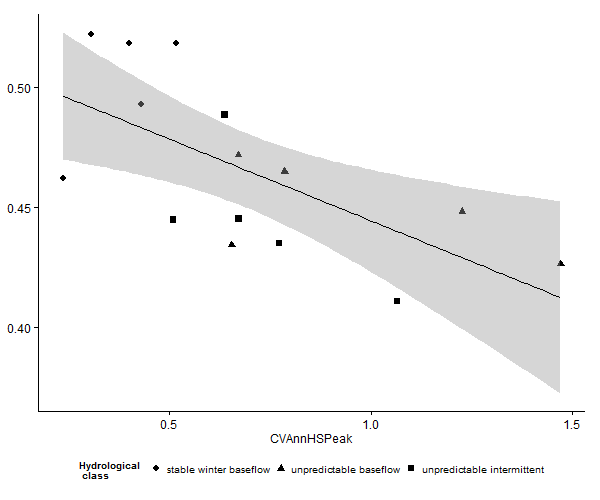 0.50
0.45
0.40
0.5 1.0 1.5
CVAnnHSPeak
Hydrological
class
stable winter baseflow unpredictable baseflow unpredictable intermittent